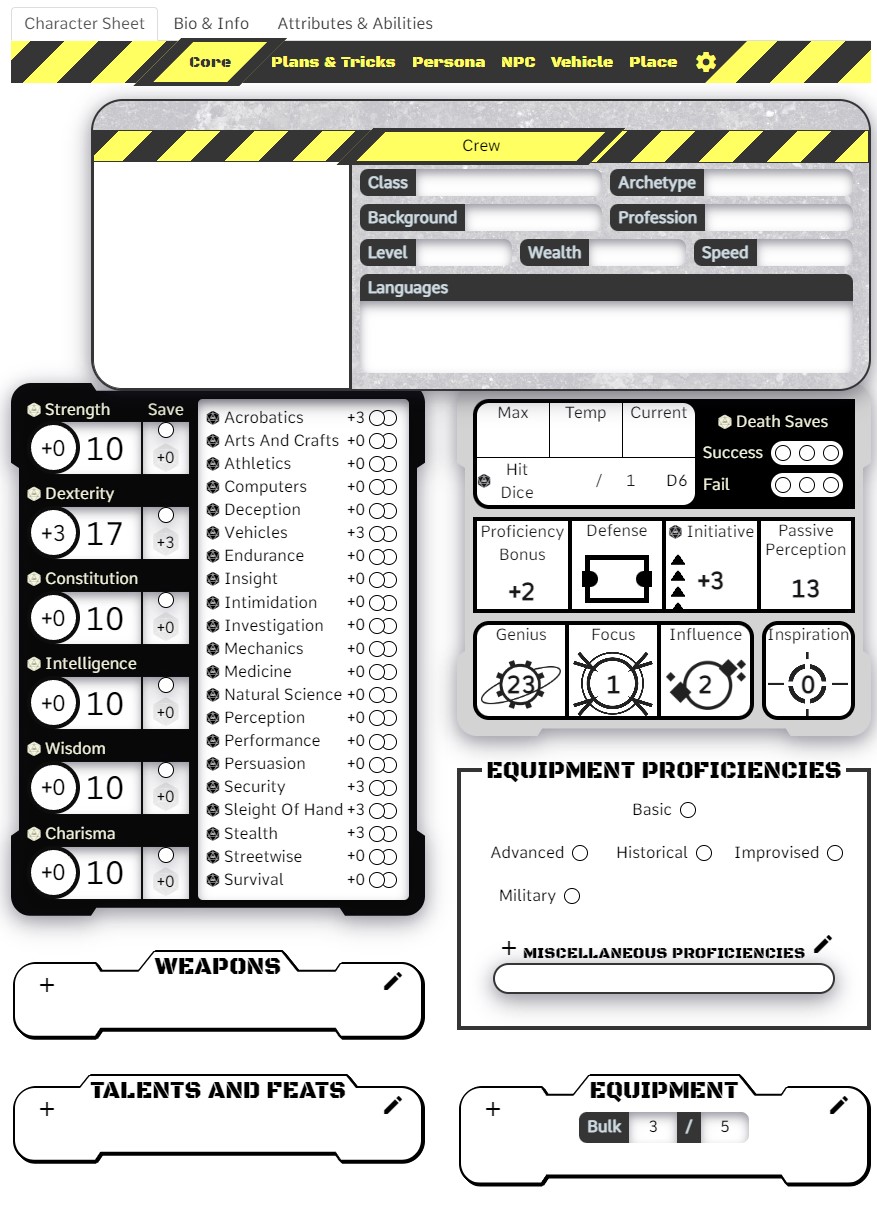 Character Sheet Bio & Info Attributes & Abilities
Core Plans & Tricks Persona NPC Vehicle Place
Crew
Class Archetype
Background Profession
Level Wealth Speed
Languages
Strength Save
+0 10 +0
Dexterity
+3 17 +3
Constitution
+0 10 +0
Intelligence
+0 10 +0
Wisdom
+0 10 +0
Charisma
+0 10 +0
Acrobatics +3
Arts And Crafts +0
Athletics +0
Computers +0
Deception +0
Vehicles +3
Endurance +0
Insight +0
Intimidation +0
Investigation +0
Mechanics +0
Medicine +0
Natural Science +0
Perception +0
Performance +0
Persuasion +0
Security +3
Sleight Of Hand +3
Stealth +3
Streetwise +0
Survival +0
Max Temp Current
Hit
Dice / 1 D6
Death Saves
Success
Fail
Proficiency
Bonus
+2
Defense
Initiative
+3
Passive
Perception
13
Genius Focus Influence Inspiration
23 1 2 0
EQUIPMENT PROFICIENCIES
Basic
Advanced Historical Improvised
Military
+ MISCELLANEOUS PROFICIENCIES
WEAPONS
+
TALENTS AND FEATS
+
EQUIPMENT
+
Bulk 3 / 5